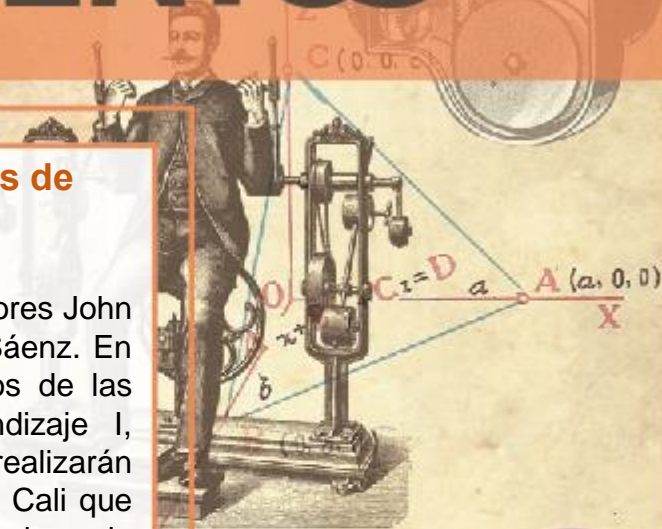 s de
ores John
Sáenz. En
os de las
ndizaje I,
realizarán
Cali que
Z
C (0, 0, c)
O
C₁=D
a
A (a, 0, 0)
X
b